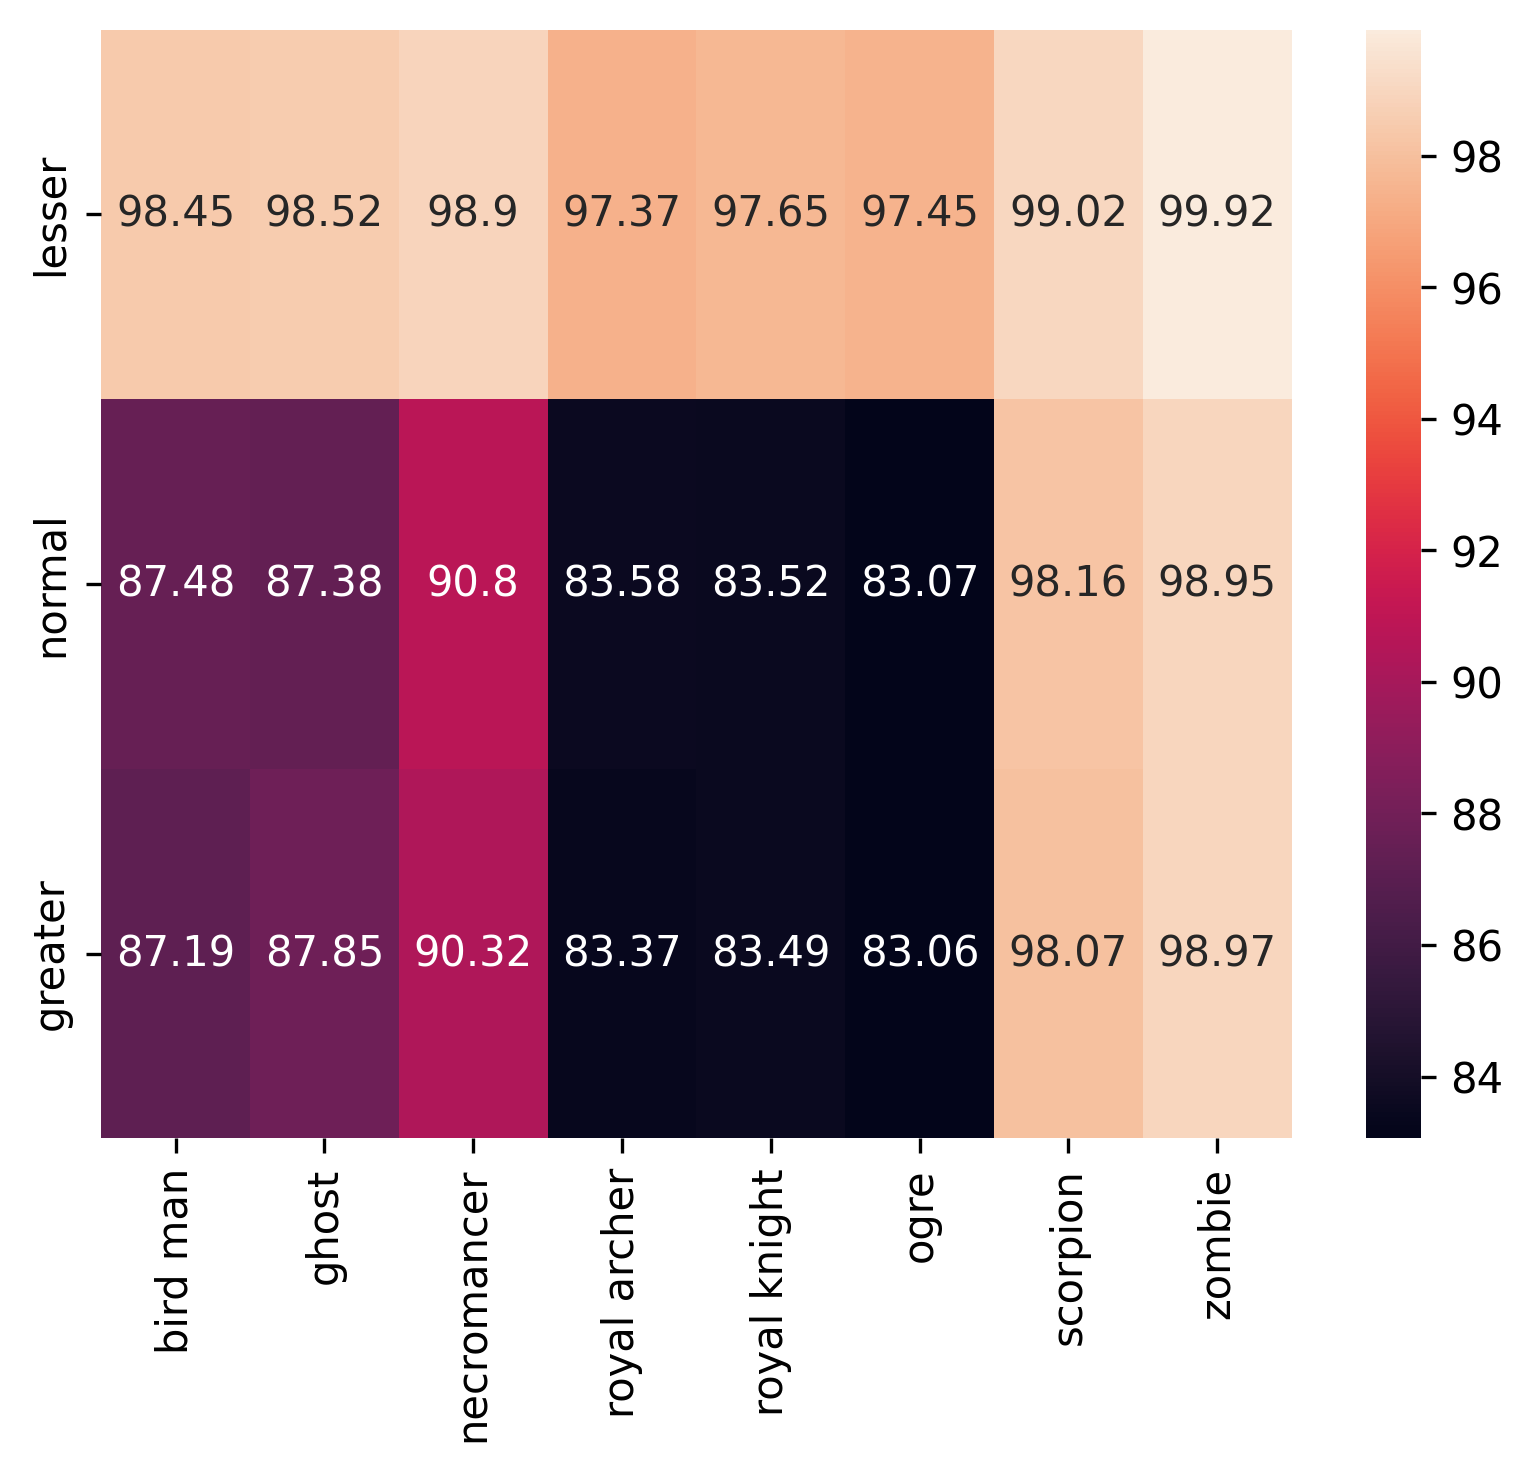 lesser 98.45 98.52 98.9 97.37 97.65 97.45 99.02 99.92
normal 87.48 87.38 90.8 83.58 83.52 83.07 98.16 98.95
greater 87.19 87.85 90.32 83.37 83.49 83.06 98.07 98.97
bird man ghost necromancer royal archer royal knight ogre scorpion zombie
98
96
94
92
90
88
86
84